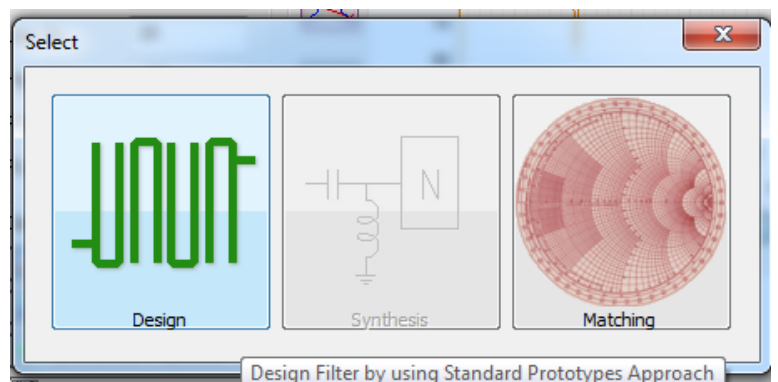 Select
N
Design
Synthesis
Matching
Design Filter by using Standard Prototypes Approach